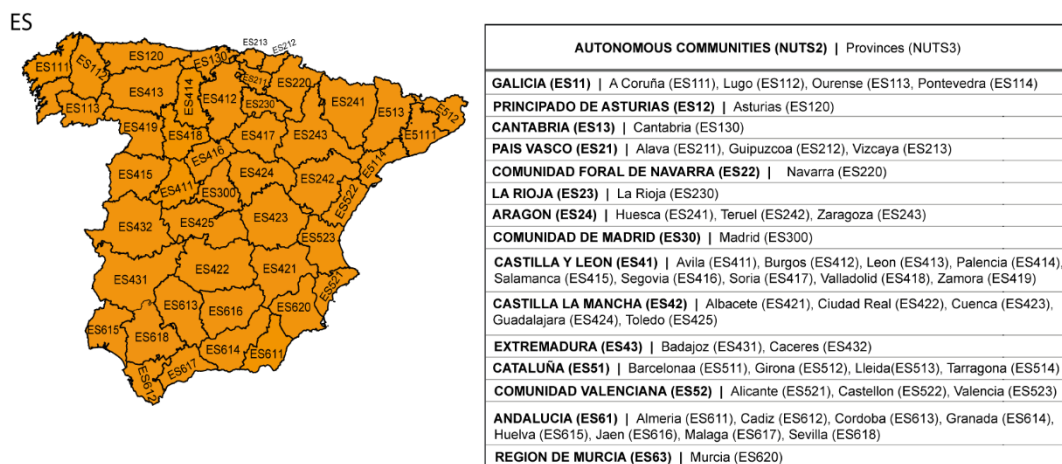 ES
ES213
ES212
ES111
ES112
ES120
ES130
ES211
ES220
ES413
ES414
ES412
ES230
ES241
E513
E512
ES113
E5111
ES419
ES418
ES417
ES243
ES416
E5114
ES415
ES411
ES300
ES424
ES242
ES522
ES432
ES425
ES423
ES523
ES431
ES422
ES421
ES521
ES613
ES616
ES620
ES615
ES618
ES614
ES611
ES617
ES612
AUTONOMOUS COMMUNITIES (NUTS2) | Provinces (NUTS3)
GALICIA (ES11) | A Coruña (ES111), Lugo (ES112), Ourense (ES113, Pontevedra (ES114)
PRINCIPADO DE ASTURIAS (ES12) | Asturias (ES120)
CANTABRIA (ES13) | Cantabria (ES130)
PAIS VASCO (ES21) | Alava (ES211), Guipuzcoa (ES212), Vizcaya (ES213)
COMUNIDAD FORAL DE NAVARRA (ES22) | Navarra (ES220)
LA RIOJA (ES23) | La Rioja (ES230)
ARAGON (ES24) | Huesca (ES241), Teruel (ES242), Zaragoza (ES243)
COMUNIDAD DE MADRID (ES30) | Madrid (ES300)
CASTILLA Y LEON (ES41) | Avila (ES411), Burgos (ES412), Leon (ES413), Palencia (ES414),
Salamanca (ES415), Segovia (ES416), Soria (ES417), Valladolid (ES418), Zamora (ES419)
CASTILLA LA MANCHA (ES42) | Albacete (ES421), Ciudad Real (ES422), Cuenca (ES423),
Guadalajara (ES424), Toledo (ES425)
EXTREMADURA (ES43) | Badajoz (ES431), Caceres (ES432)
CATALUÑA (ES51) | Barcelonaa (ES511), Girona (ES512), Lleida(ES513), Tarragona (ES514)
COMUNIDAD VALENCIANA (ES52) | Alicante (ES521), Castellon (ES522), Valencia (ES523)
ANDALUCIA (ES61) | Almeria (ES611), Cadiz (ES612), Cordoba (ES613), Granada (ES614),
Huelva (ES615), Jaen (ES616), Malaga (ES617), Sevilla (ES618)
REGION DE MURCIA (ES63) | Murcia (ES620)